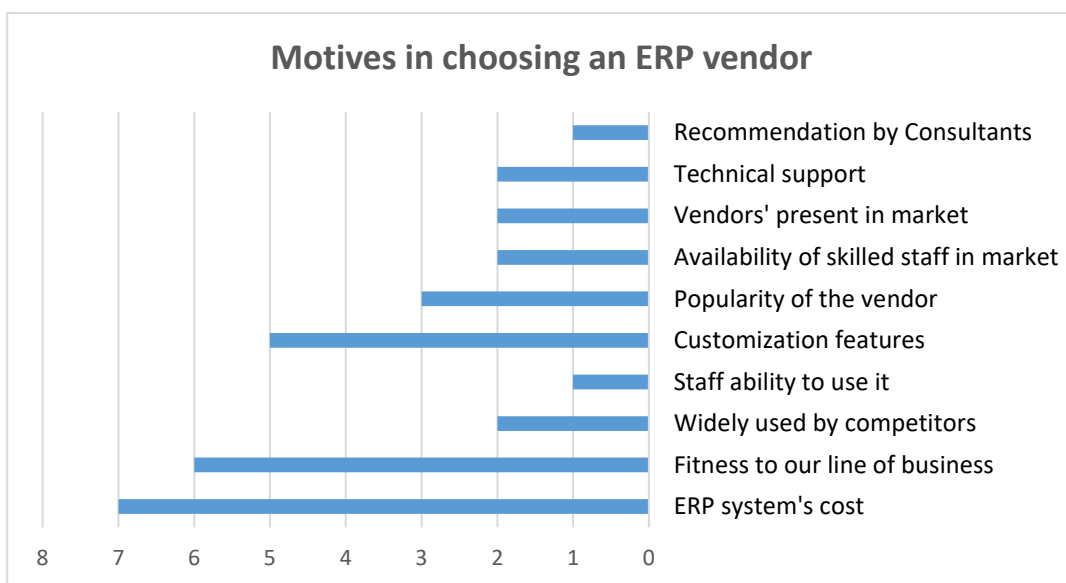 Motives in choosing an ERP vendor
Recommendation by Consultants
Technical support
Vendors' present in market
Availability of skilled staff in market
Popularity of the vendor
Customization features
Staff ability to use it
Widely used by competitors
Fitness to our line of business
ERP system's cost
8 7 6 5 4 3 2 1 0